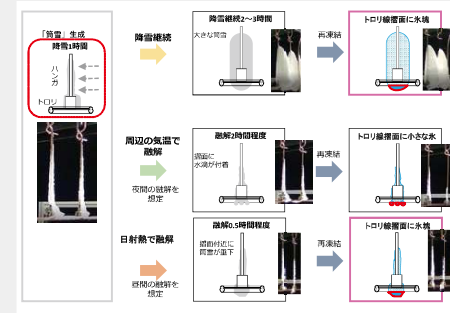 「筒雪」生成
降雪1時間
ハンガ
トロリ
降雪継続
降雪継続2~3時間
大きな筒雪
再凍結
トロリ線摺面に氷塊
周辺の気温で
融解
夜間の融解を
想定
融解2時間程度
摺面に
水滴が付着
再凍結
トロリ線摺面に小さな氷
日射熱で融解
昼間の融解を
想定
融解0.5時間程度
摺面付近に
筒雪が垂下
再凍結
トロリ線摺面に氷塊